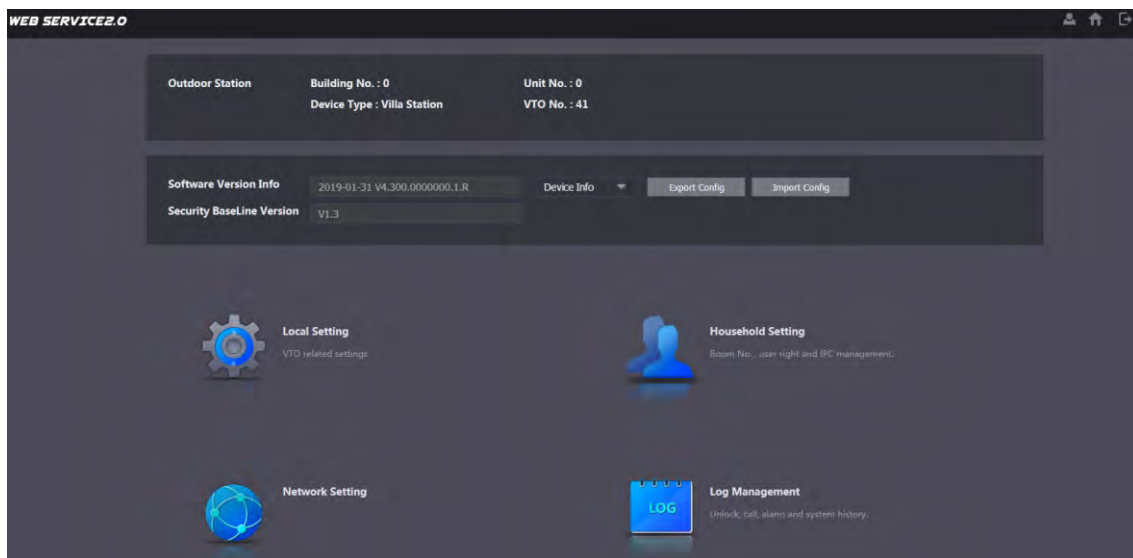 WEB SERVICE2.0
Outdoor Station Building No. : 0 Unit No. : 0
Device Type : Villa Station VTO No. : 41
Software Version Info 2019-01-31 V4.300.0000000.1.R Device Info Export Config Import Config
Security BaseLine Version V1.3
Local Setting Household Setting
VTO related settings Room No., user right and IPC management.
Network Setting Log Management
LOG Unlock, call, alarm and system history.